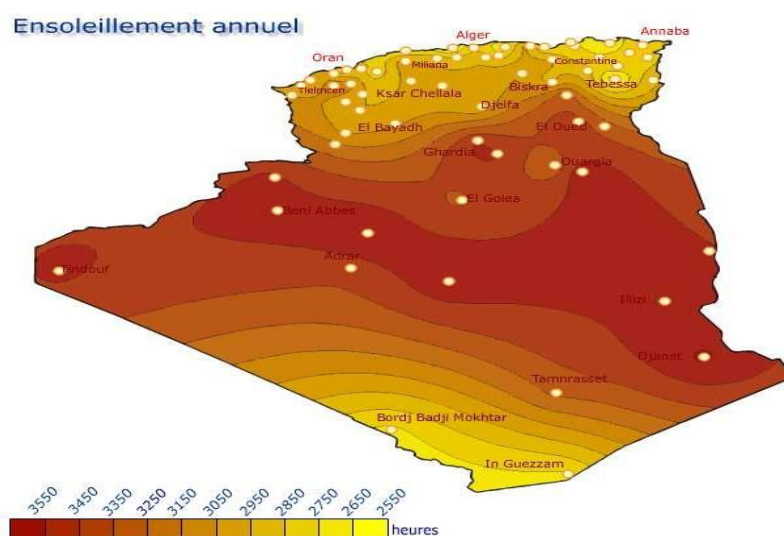 Ensoleillement annuel
Alger
Annaba
Oran
Miliana
Constantine
Tlelmcen
Ksar Chellala
Biskra
Tebessa
Djelfa
El Bayadh
El Oued
Ghardia
Ouargla
El Golea
Beni Abbes
Adrar
Tindouf
Illizi
Djanet
Tamnrasset
Bordj Badji Mokhtar
In Guezzam
3550 3450 3350 3250 3150 3050 2950 2850 2750 2650 2550
heures